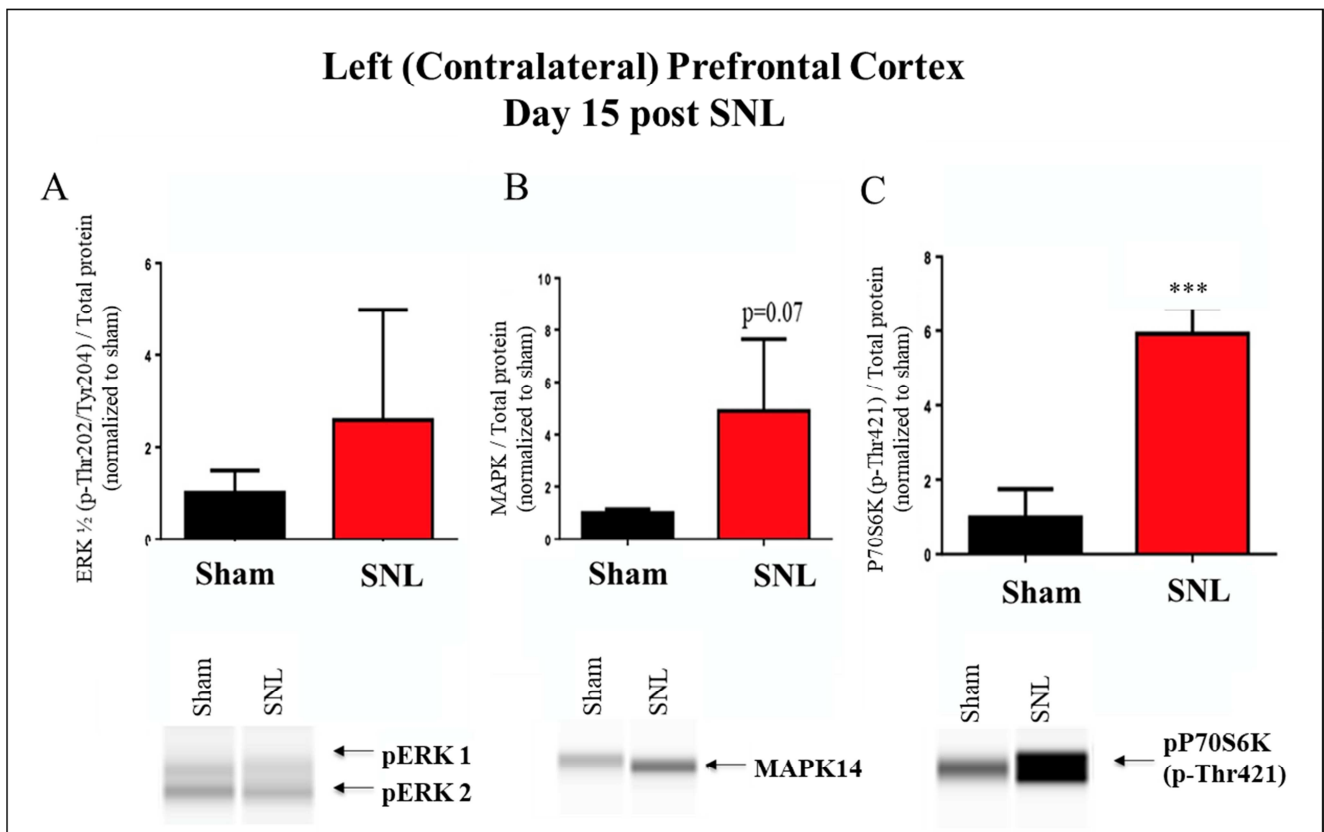 Left (Contralateral) Prefrontal Cortex
Day 15 post SNL
A
ERK ½ (p-Thr202/Tyr204) / Total protein
(normalized to sham)
6
4
2
0
Sham
SNL
Sham
SNL
pERK 1
pERK 2
B
MAPK / Total protein
(normalized to sham)
10
8
6
4
2
0
p=0.07
Sham
SNL
Sham
SNL
MAPK14
C
P70S6K (p-Thr421) / Total protein
(normalized to sham)
8
6
4
2
0
***
Sham
SNL
Sham
SNL
pP70S6K
(p-Thr421)